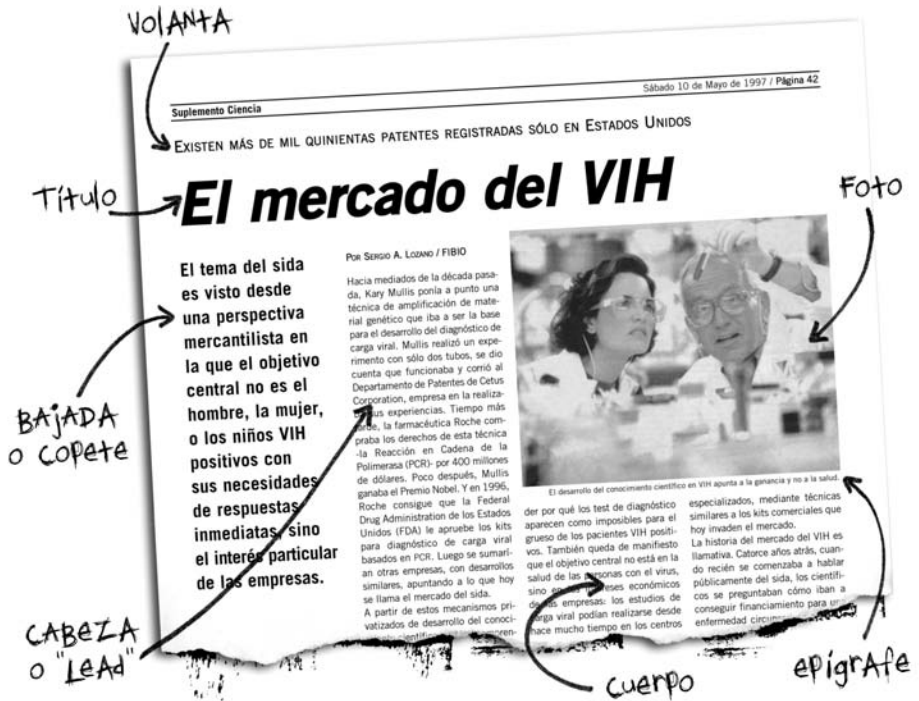 VOLANTA
Suplemento Ciencia
Sábado 10 de Mayo de 1997 / Página 42
EXISTEN MÁS DE MIL QUINIENTAS PATENTES REGISTRADAS SÓLO EN ESTADOS UNIDOS
Título
El mercado del VIH
FOTO
BAJADA
o COPETE
El tema del sida
es visto desde
una perspectiva
mercantilista en
la que el objetivo
central no es el
hombre, la mujer,
o los niños VIH
positivos con
sus necesidades
de respuestas
inmediatas, sino
el interés particular
de las empresas.
POR SERGIO A. LOZANO / FIBIO
Hacia mediados de la década pasa-
da, Kary Mullis ponía a punto una
técnica de amplificación de mate-
rial genético que iba a ser la base
para el desarrollo del diagnóstico de
carga viral. Mullis realizó un expe-
rimento con sólo dos tubos, se dio
cuenta que funcionaba y corrió al
Departamento de Patentes de Cetus
Corporation, empresa en la realiza-
sus experiencias. Tiempo más
la farmacéutica Roche com-
praba los derechos de esta técnica
-la Reacción en Cadena de la
Polimerasa (PCR)- por 400 millones
de dólares. Poco después, Mullis
ganaba el Premio Nobel. Y en 1996,
Roche consigue que la Federal
Drug Administration de los Estados
Unidos (FDA) le apruebe los kits
para diagnóstico de carga viral
basados en PCR. Luego se sumarí-
an otras empresas, con desarrollos
similares, apuntando a lo que hoy
se llama el mercado del sida.
A partir de estos mecanismos pri-
vatizados de desarrollo del conoci-
El desarrollo del conocimiento científico en VIH apunta a la ganancia y no a la salud.
der por qué los test de diagnóstico
aparecen como imposibles para el
grueso de los pacientes VIH positi-
vos. También queda de manifiesto
que el objetivo central no está en la
salud de las personas con el virus,
sino en económicos
de las empresas: los estudios de
carga viral podían realizarse desde
hace mucho tiempo en los centros
especializados, mediante técnicas
similares a los kits comerciales que
hoy invaden el mercado.
La historia del mercado del VIH es
llamativa. Catorce años atrás, cuan-
do recién se comenzaba a hablar
públicamente del sida, los científi-
cos se preguntaban cómo iban a
conseguir financiamiento para
enfermedad
CABEZA
o "LeAd"
cuerpo
epígrAfe